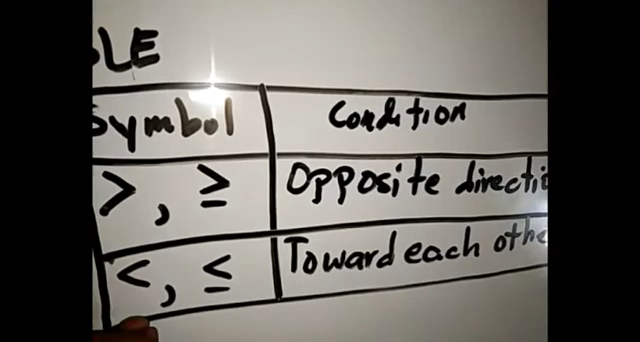 LE
Symbol Condition
>, ≥ Opposite directi
<, ≤ Toward each othe